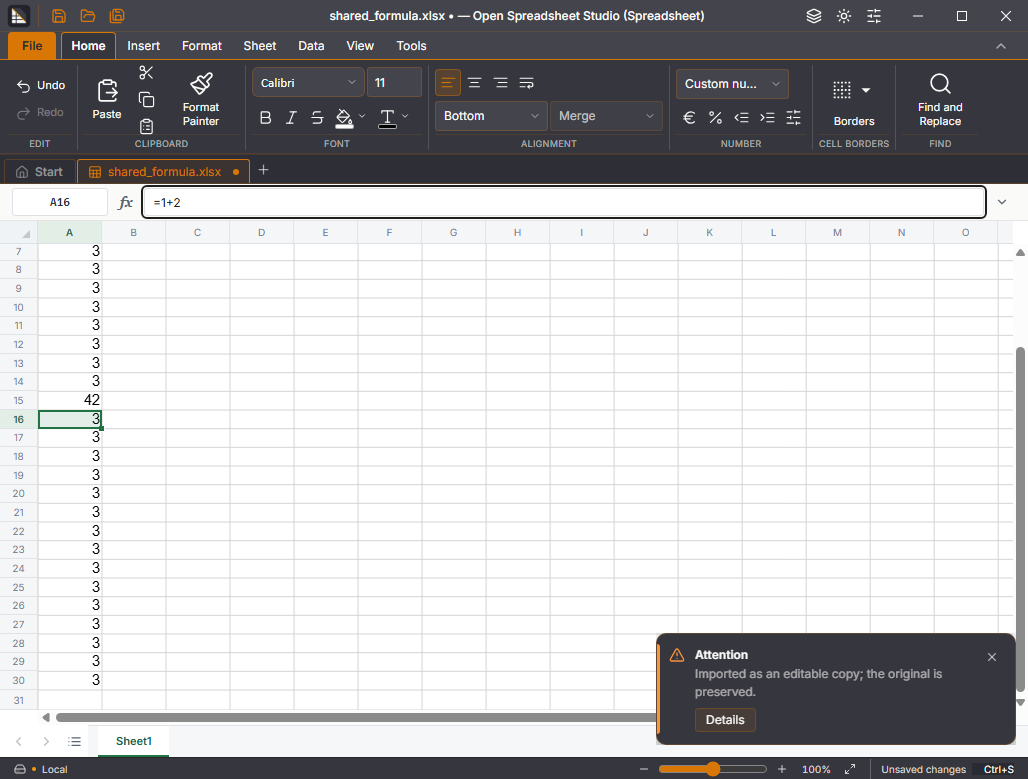 shared_formula.xlsx • — Open Spreadsheet Studio (Spreadsheet)
File Home Insert Format Sheet Data View Tools
Undo
Redo
EDIT
Paste
Format
Painter
CLIPBOARD
Calibri 11
FONT
Bottom Merge
ALIGNMENT
Custom nu...
€ %
NUMBER
Borders
CELL BORDERS
Find and
Replace
FIND
Start shared_formula.xlsx •
A16 fx =1+2
A B C D E F G H I J K L M N O
7 3
8 3
9 3
10 3
11 3
12 3
13 3
14 3
15 42
16 3
17 3
18 3
19 3
20 3
21 3
22 3
23 3
24 3
25 3
26 3
27 3
28 3
29 3
30 3
31
Attention
Imported as an editable copy; the original is
preserved.
Details
Sheet1
Local 100% Unsaved changes Ctrl+S